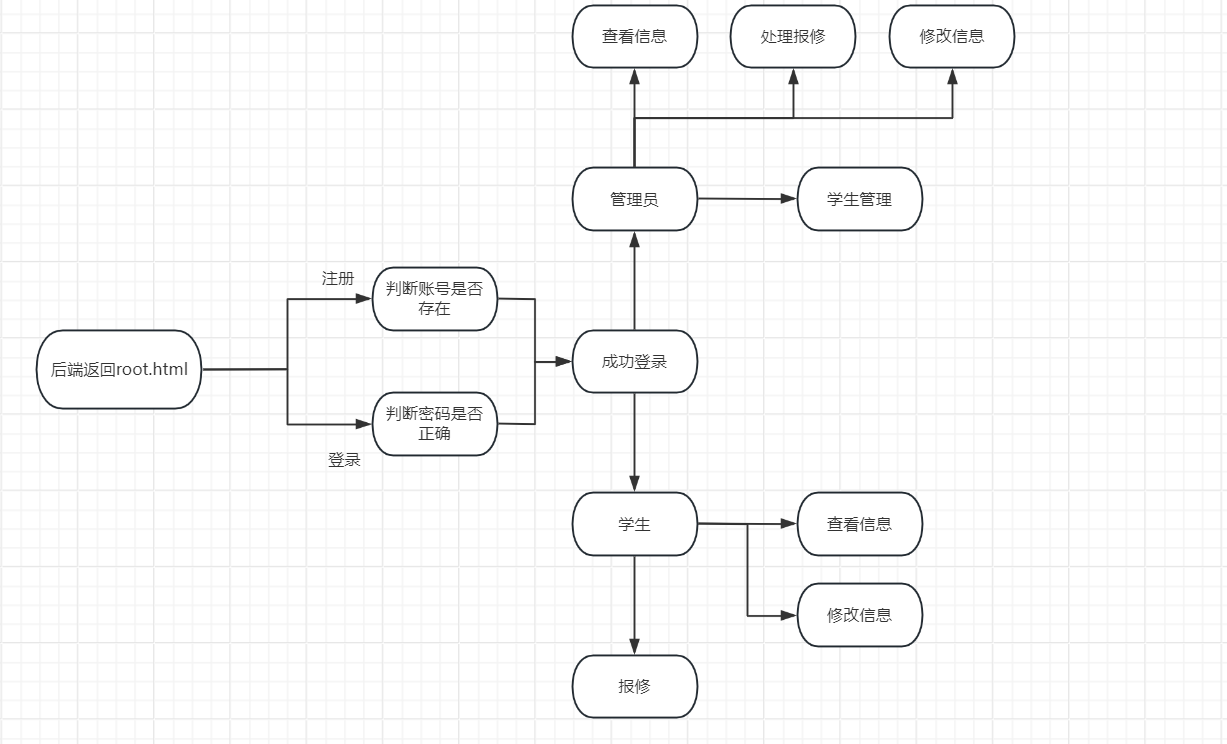 查看信息
处理报修
修改信息
管理员
学生管理
注册
判断账号是否
存在
后端返回root.html
成功登录
判断密码是否
正确
登录
学生
查看信息
修改信息
报修